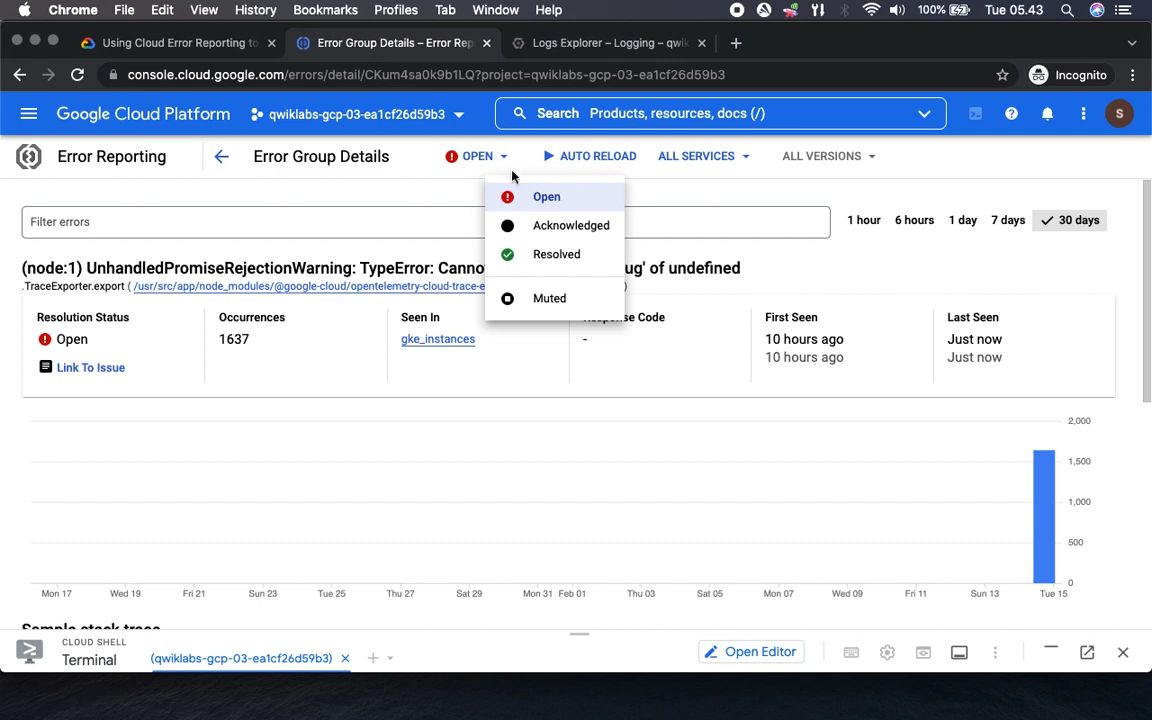 Chrome File Edit View History Bookmarks Profiles Tab Window Help 100% Tue 05.43
Using Cloud Error Reporting to Error Group Details – Error Rep Logs Explorer – Logging – qwik
console.cloud.google.com/errors/detail/CKum4sa0k9b1LQ?project=qwiklabs-gcp-03-ea1cf26d59b3 Incognito
Google Cloud Platform qwiklabs-gcp-03-ea1cf26d59b3 Search Products, resources, docs (/) S
Error Reporting Error Group Details OPEN AUTO RELOAD ALL SERVICES ALL VERSIONS
Open
Acknowledged
Resolved
Muted
Filter errors 1 hour 6 hours 1 day 7 days 30 days
(node:1) UnhandledPromiseRejectionWarning: TypeError: Canno ug' of undefined
.TraceExporter.export ( /usr/src/app/node_modules/@google-cloud/opentelemetry-cloud-trace-e )
Resolution Status Occurrences Seen In se Code First Seen Last Seen
Open 1637 gke_instances - 10 hours ago Just now
10 hours ago Just now
Link To Issue
2,000
1,500
1,000
500
0
Mon 17 Wed 19 Fri 21 Sun 23 Tue 25 Thu 27 Sat 29 Mon 31 Feb 01 Thu 03 Sat 05 Mon 07 Wed 09 Fri 11 Sun 13 Tue 15
Sample stack trace
CLOUD SHELL
Terminal (qwiklabs-gcp-03-ea1cf26d59b3) Open Editor